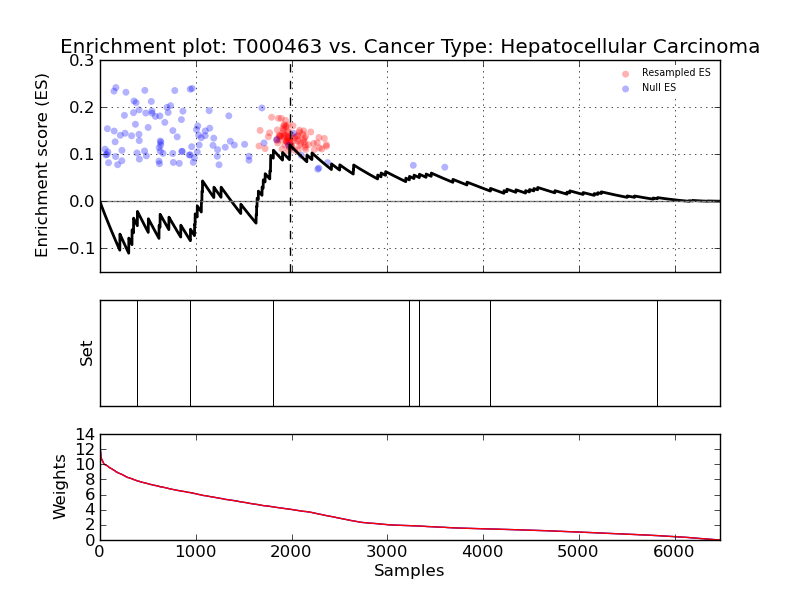 Enrichment plot: T000463 vs. Cancer Type: Hepatocellular Carcinoma
Enrichment score (ES)
0.3
0.2
0.1
0.0
−0.1
Resampled ES
Null ES
Set
Weights
14
12
10
8
6
4
2
0
0 1000 2000 3000 4000 5000 6000
Samples